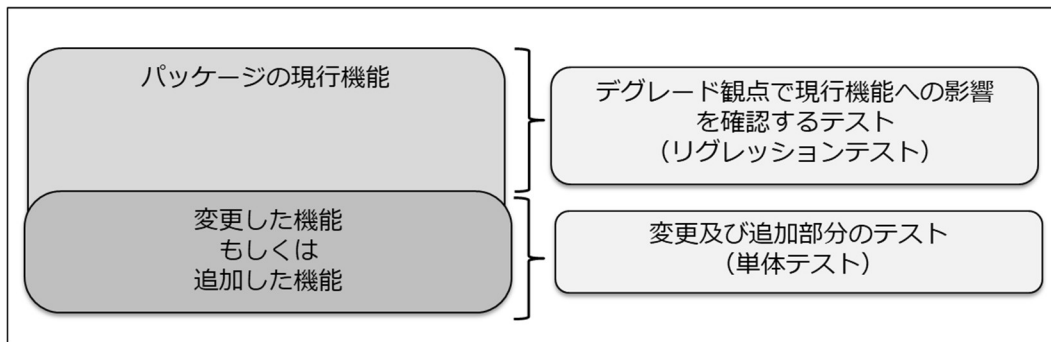 パッケージの現行機能
変更した機能
もしくは
追加した機能
デグレード観点で現行機能への影響
を確認するテスト
（リグレッションテスト）
変更及び追加部分のテスト
（単体テスト）